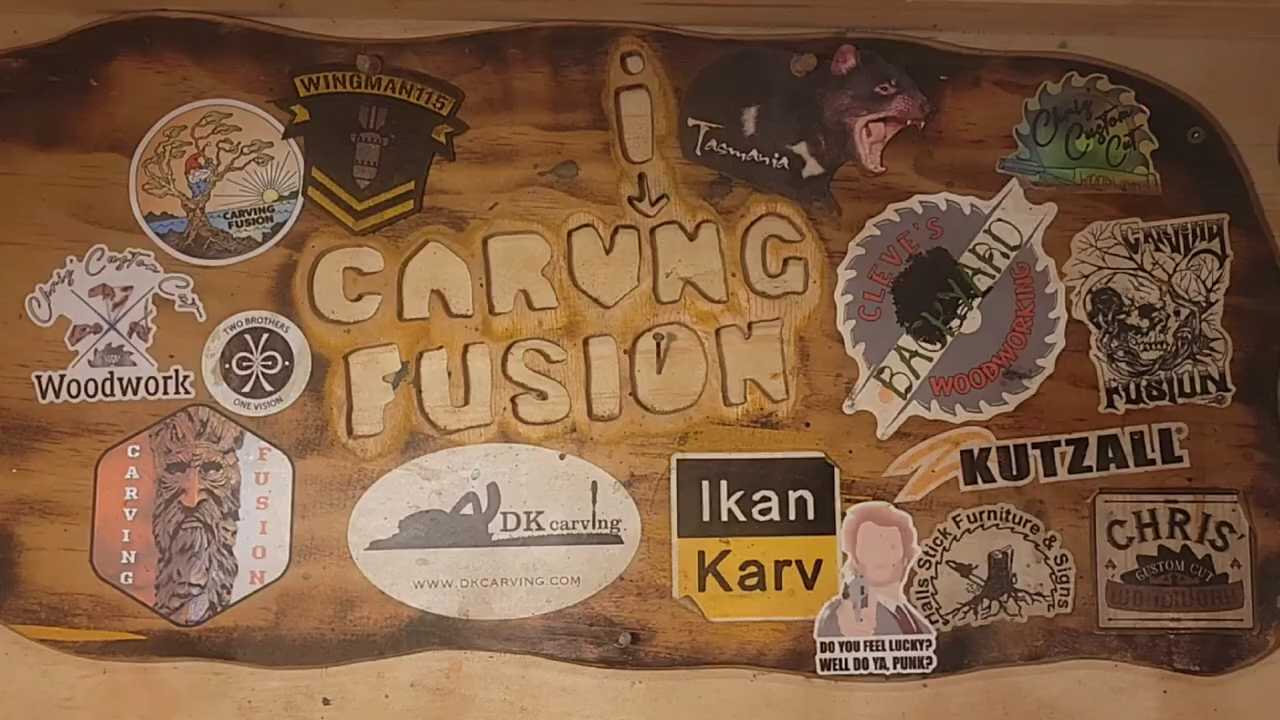 WINGMAN115
CARVING
FUSION
Tasmania
Chris
Custom
Cut
i
CARVNG
FUSION
CLEVE'S
BACKYARD
WOODWORKING
CARVING
FUSION
Chris' Custom Cut
Woodwork
TWO BROTHERS
ONE VISION
CARVING
FUSION
DK carving
WWW.DKCARVING.COM
Ikan
Karv
KUTZALL®
Stick Furniture & Signs
CHRIS'
CUSTOM CUT
WOODWORK
DO YOU FEEL LUCKY?
WELL DO YA, PUNK?